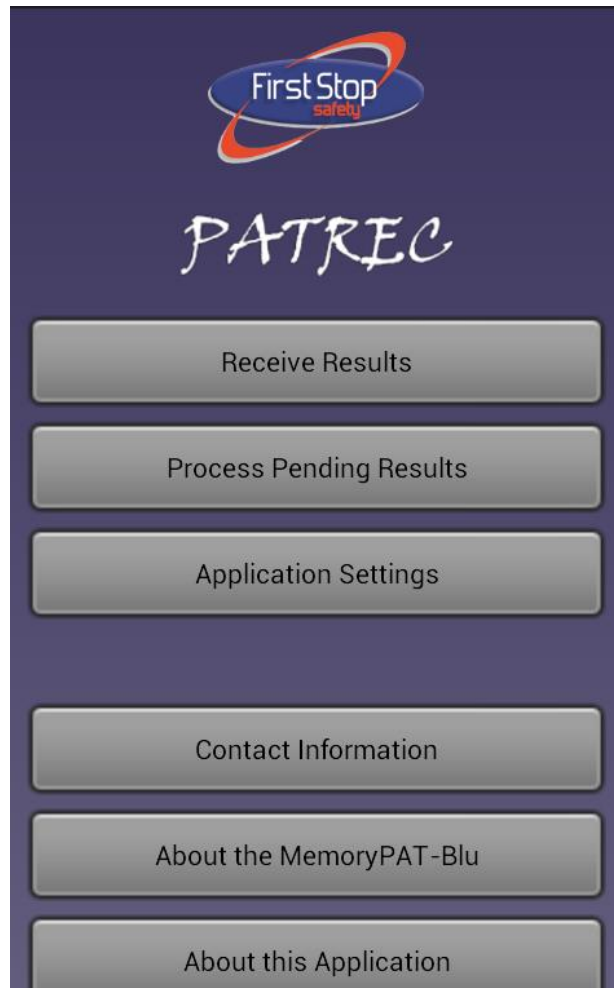 First Stop
safety
PATREC
Receive Results
Process Pending Results
Application Settings
Contact Information
About the MemoryPAT-Blu
About this Application